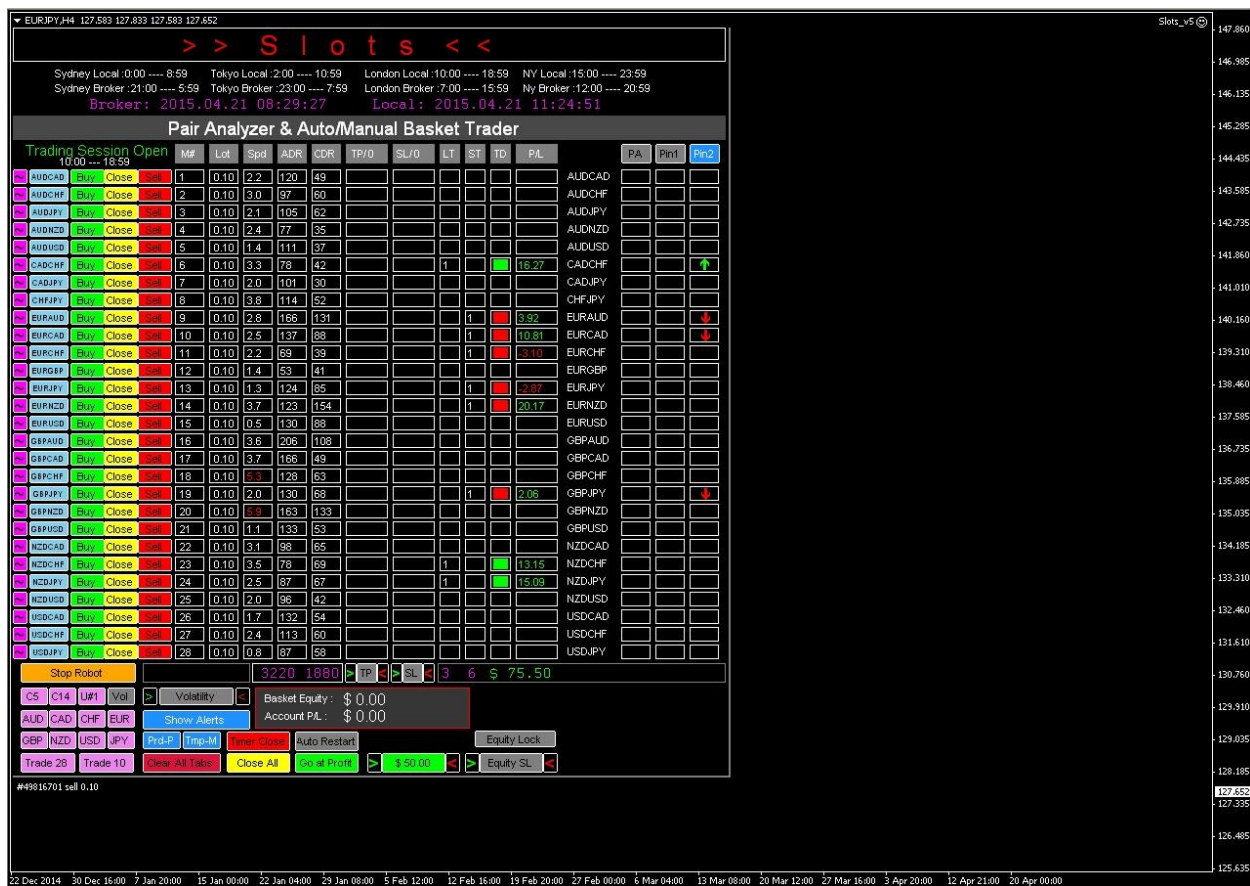 EURJPY,H4 127.583 127.833 127.583 127.652
Slots_v5
> > Slots < <
Sydney Local :0:00 ---- 8:59 Tokyo Local :2:00 ---- 10:59 London Local :10:00 ---- 18:59 NY Local :15:00 ---- 23:59
Sydney Broker :21:00 ---- 5:59 Tokyo Broker :23:00 ---- 7:59 London Broker :7:00 ---- 15:59 Ny Broker :12:00 ---- 20:59
Broker: 2015.04.21 08:29:27 Local: 2015.04.21 11:24:51
Pair Analyzer & Auto/Manual Basket Trader
Trading Session Open
10:00 --- 18:59
M# Lot Spd ADR CDR TP/0 SL/0 LT ST TD P/L PA Pin1 Pin2
~ AUDCAD Buy Close Sell 1 0.10 2.2 120 49 AUDCAD
~ AUDCHF Buy Close Sell 2 0.10 3.0 97 60 AUDCHF
~ AUDJPY Buy Close Sell 3 0.10 2.1 105 62 AUDJPY
~ AUDNZD Buy Close Sell 4 0.10 2.4 77 35 AUDNZD
~ AUDUSD Buy Close Sell 5 0.10 1.4 111 37 AUDUSD
~ CADCHF Buy Close Sell 6 0.10 3.3 78 42 1 16.27 CADCHF
~ CADJPY Buy Close Sell 7 0.10 2.0 101 30 CADJPY
~ CHFJPY Buy Close Sell 8 0.10 3.8 114 52 CHFJPY
~ EURAUD Buy Close Sell 9 0.10 2.8 166 131 1 3.92 EURAUD
~ EURCAD Buy Close Sell 10 0.10 2.5 137 88 1 10.81 EURCAD
~ EURCHF Buy Close Sell 11 0.10 2.2 69 39 1 -3.10 EURCHF
~ EURGBP Buy Close Sell 12 0.10 1.4 53 41 EURGBP
~ EURJPY Buy Close Sell 13 0.10 1.3 124 85 1 -2.87 EURJPY
~ EURNZD Buy Close Sell 14 0.10 3.7 123 154 1 20.17 EURNZD
~ EURUSD Buy Close Sell 15 0.10 0.5 130 88 EURUSD
~ GBPAUD Buy Close Sell 16 0.10 3.6 206 108 GBPAUD
~ GBPCAD Buy Close Sell 17 0.10 3.7 166 49 GBPCAD
~ GBPCHF Buy Close Sell 18 0.10 5.3 128 63 GBPCHF
~ GBPJPY Buy Close Sell 19 0.10 2.0 130 68 1 2.06 GBPJPY
~ GBPNZD Buy Close Sell 20 0.10 5.9 163 133 GBPNZD
~ GBPUSD Buy Close Sell 21 0.10 1.1 133 53 GBPUSD
~ NZDCAD Buy Close Sell 22 0.10 3.1 98 65 NZDCAD
~ NZDCHF Buy Close Sell 23 0.10 3.5 78 69 1 13.15 NZDCHF
~ NZDJPY Buy Close Sell 24 0.10 2.5 87 67 1 15.09 NZDJPY
~ NZDUSD Buy Close Sell 25 0.10 2.0 96 42 NZDUSD
~ USDCAD Buy Close Sell 26 0.10 1.7 132 54 USDCAD
~ USDCHF Buy Close Sell 27 0.10 2.4 113 60 USDCHF
~ USDJPY Buy Close Sell 28 0.10 0.8 87 58 USDJPY
Stop Robot 3220 1880 > TP < > SL < 3 6 $ 75.50
C5 C14 U#1 Vol > Volatility < Basket Equity : $ 0.00
AUD CAD CHF EUR Show Alerts Account P/L : $ 0.00
GBP NZD USD JPY Prd-P Tmp-M Timer Close Auto Restart Equity Lock
Trade 28 Trade 10 Clear All Tabs Close All Go at Profit > $ 50.00 < > Equity SL <
#49816701 sell 0.10
147.860
146.985
146.135
145.285
144.435
143.585
142.735
141.860
141.010
140.160
139.310
138.460
137.585
136.735
135.885
135.035
134.185
133.310
132.460
131.610
130.760
129.910
129.035
128.185
127.652
127.335
126.485
125.635
22 Dec 2014 30 Dec 16:00 7 Jan 20:00 15 Jan 00:00 22 Jan 04:00 29 Jan 08:00 5 Feb 12:00 12 Feb 16:00 19 Feb 20:00 27 Feb 00:00 6 Mar 04:00 13 Mar 08:00 20 Mar 12:00 27 Mar 16:00 3 Apr 20:00 12 Apr 21:00 20 Apr 00:00